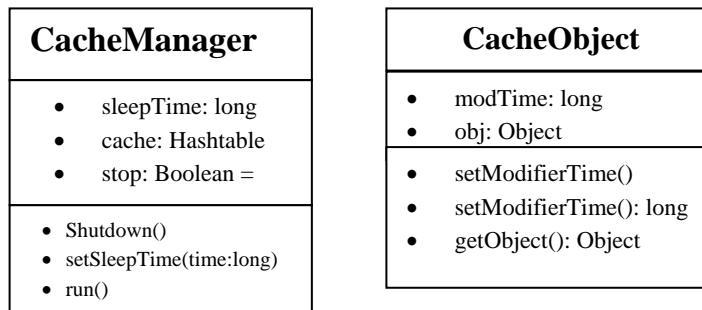 CacheManager
• sleepTime: long
• cache: Hashtable
• stop: Boolean =
• Shutdown()
• setSleepTime(time:long)
• run()
CacheObject
• modTime: long
• obj: Object
• setModifierTime()
• setModifierTime(): long
• getObject(): Object